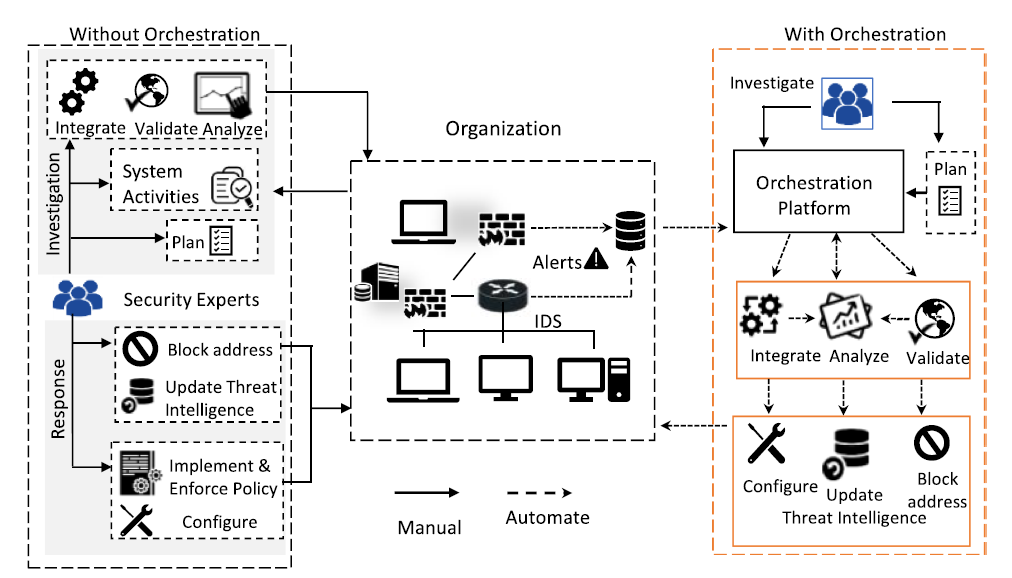 Without Orchestration
Integrate Validate Analyze
System
Activities
Plan
Investigation
Security Experts
Response
Block address
Update Threat
Intelligence
Implement &
Enforce Policy
Configure
Organization
Alerts
IDS
Manual
Automate
With Orchestration
Investigate
Plan
Orchestration
Platform
Integrate Analyze Validate
Configure
Update
Threat Intelligence
Block
address